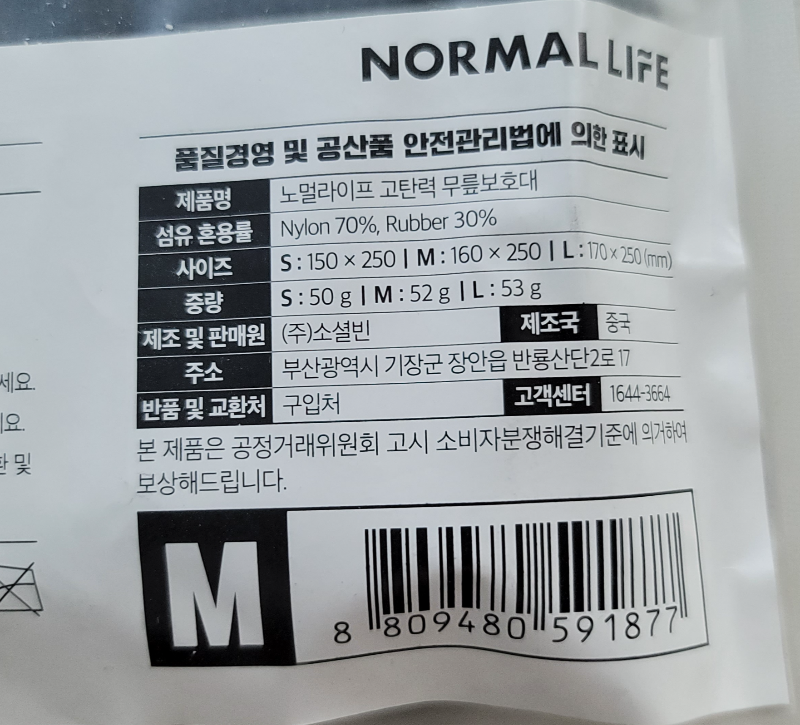 NORMAL LIFE
품질경영 및 공산품 안전관리법에 의한 표시
제품명 노멀라이프 고탄력 무릎보호대
섬유 혼용률 Nylon 70%, Rubber 30%
사이즈 S : 150 × 250 | M : 160 × 250 | L : 170 × 250 (mm)
중량 S : 50 g | M : 52 g | L : 53 g
제조 및 판매원 (주)소셜빈 제조국 중국
주소 부산광역시 기장군 장안읍 반룡산단2로 17
반품 및 교환처 구입처 고객센터 1644-3664
본 제품은 공정거래위원회 고시 소비자분쟁해결기준에 의거하여
보상해드립니다.
세요.
요.
및
M
8 809480 591877